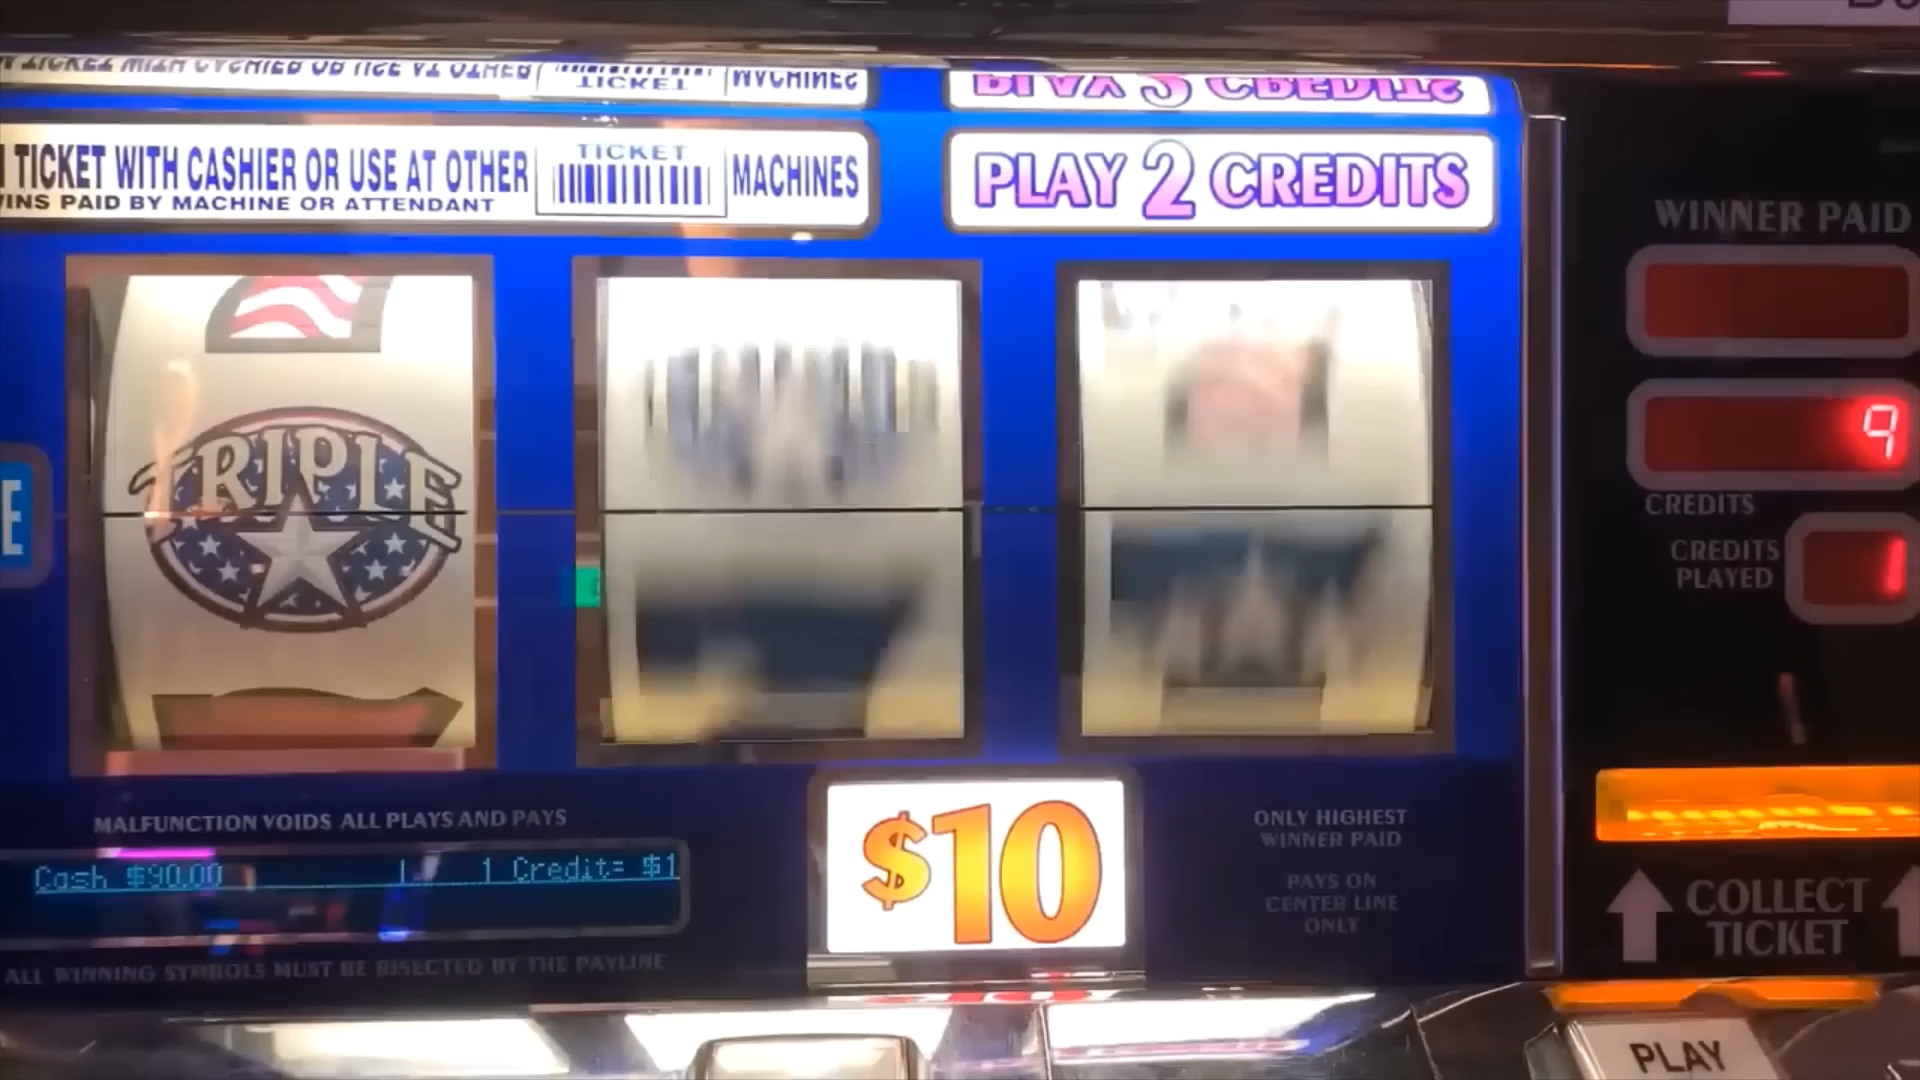 TICKET WITH CASHIER OR USE AT OTHER
TICKET
MACHINES
WINS PAID BY MACHINE OR ATTENDANT
PLAY 2 CREDITS
WINNER PAID
9
CREDITS
CREDITS
PLAYED
1
TRIPLE
MALFUNCTION VOIDS ALL PLAYS AND PAYS
Cash $90.00 1 Credit= $1
ALL WINNING SYMBOLS MUST BE BISECTED BY THE PAYLINE
$10
ONLY HIGHEST
WINNER PAID
PAYS ON
CENTER LINE
ONLY
COLLECT
TICKET
PLAY